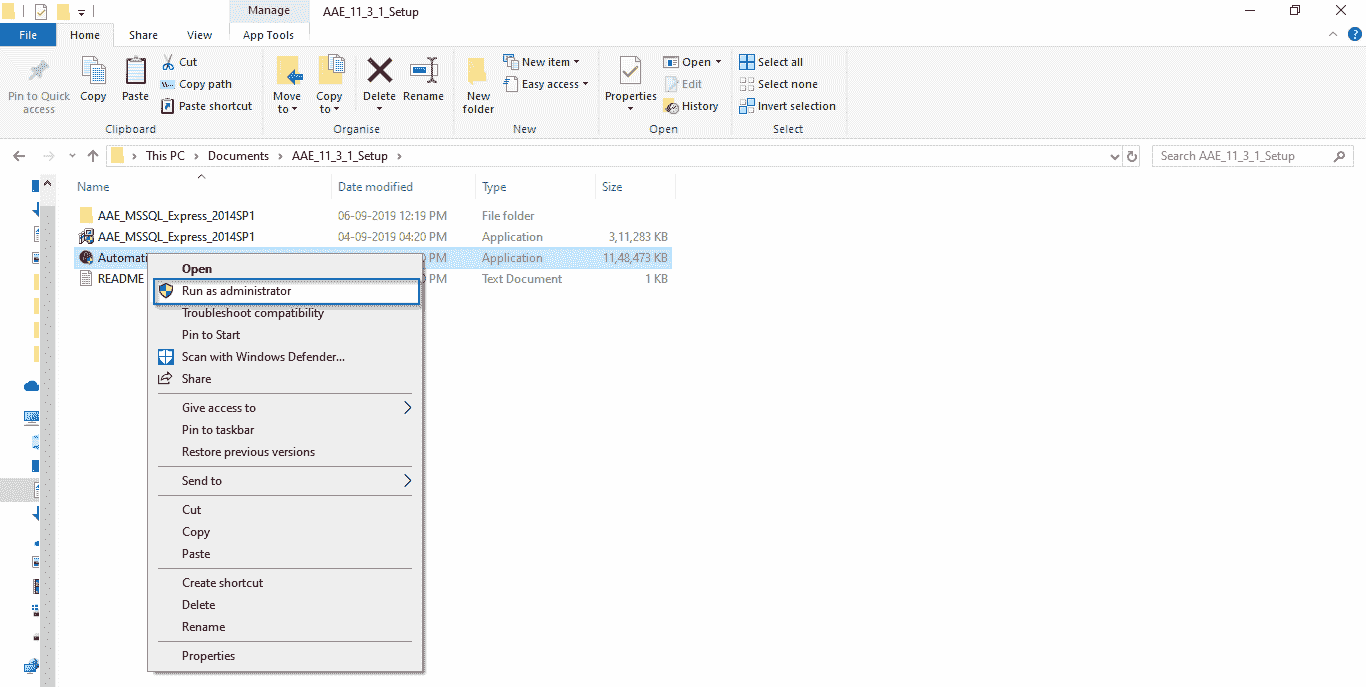 Manage
AAE_11_3_1_Setup
File
Home
Share
View
App Tools
Pin to Quick access
Copy
Paste
Cut
Copy path
Paste shortcut
Clipboard
Move to
Copy to
Delete
Rename
Organise
New folder
New item
Easy access
New
Properties
Open
Edit
History
Open
Select all
Select none
Invert selection
Select
This PC
Documents
AAE_11_3_1_Setup
Search AAE_11_3_1_Setup
Name
Date modified
Type
Size
AAE_MSSQL_Express_2014SP1 06-09-2019 12:19 PM File folder
AAE_MSSQL_Express_2014SP1 04-09-2019 04:20 PM Application 3,11,283 KB
Automati PM Application 11,48,473 KB
README PM Text Document 1 KB
Open
Run as administrator
Troubleshoot compatibility
Pin to Start
Scan with Windows Defender...
Share
Give access to
Pin to taskbar
Restore previous versions
Send to
Cut
Copy
Paste
Create shortcut
Delete
Rename
Properties